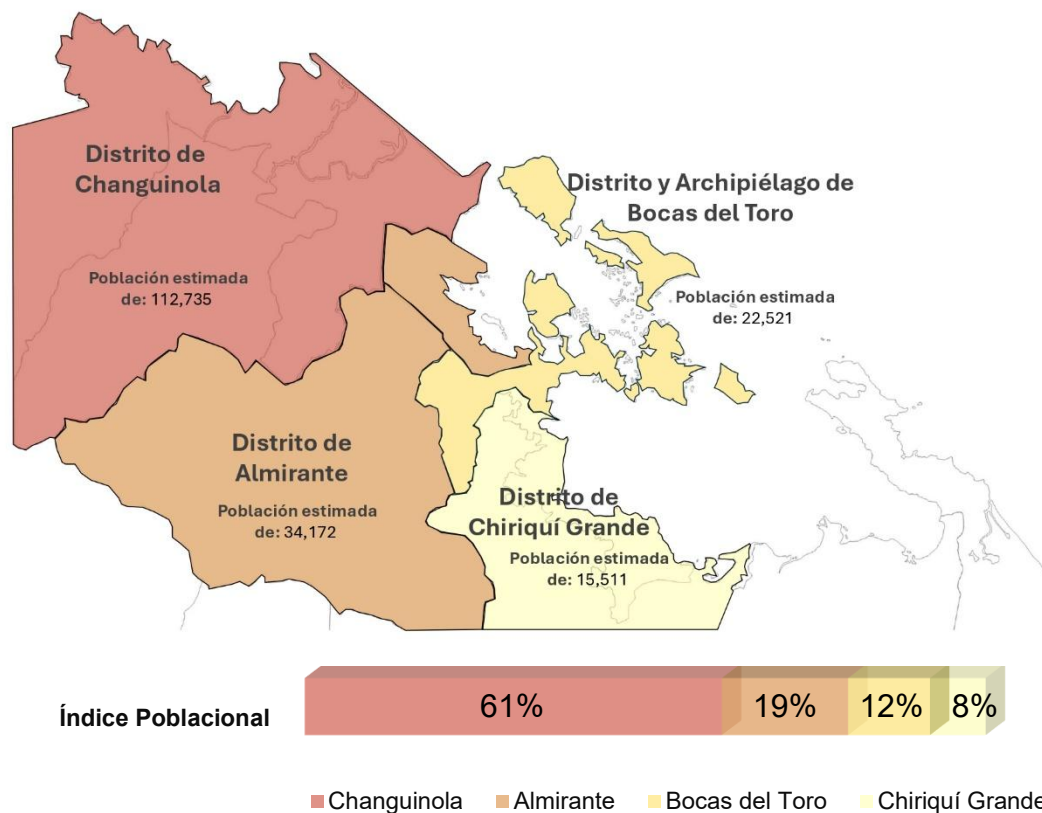 Distrito de
Changuinola
Población estimada
de: 112,735
Distrito y Archipiélago de
Bocas del Toro
Población estimada
de: 22,521
Distrito de
Almirante
Población estimada
de: 34,172
Distrito de
Chiriquí Grande
Población estimada
de: 15,511
Índice Poblacional
61% 19% 12% 8%
Changuinola Almirante Bocas del Toro Chiriquí Grande